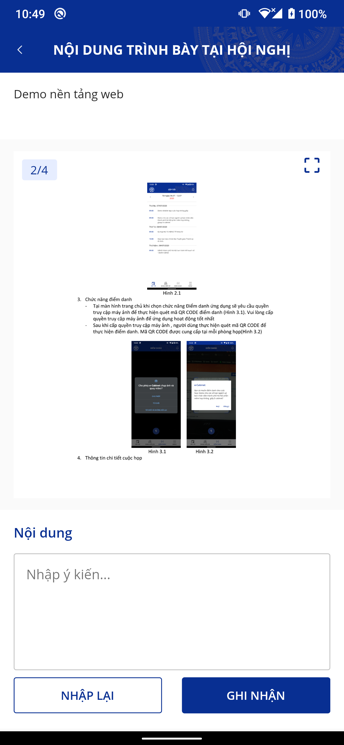 10:49
100%
NỘI DUNG TRÌNH BÀY TẠI HỘI NGHỊ
Demo nền tảng web
2/4
Hình 2.1
3. Chức năng điểm danh
- Tại màn hình trang chủ khi chọn chức năng Điểm danh ứng dụng sẽ yêu cầu quyền
truy cập máy ảnh để thực hiện quét mã QR CODE điểm danh (Hình 3.1). Vui lòng cấp
quyền truy cập máy ảnh để ứng dụng hoạt động tốt nhất
- Sau khi cấp quyền truy cập máy ảnh , người dùng thực hiện quét mã QR CODE để
thực hiện điểm danh. Mã QR CODE được cung cấp tại mỗi phòng họp(Hình 3.2)
Hình 3.1 Hình 3.2
4. Thông tin chi tiết cuộc họp
Nội dung
Nhập ý kiến...
NHẬP LẠI
GHI NHẬN